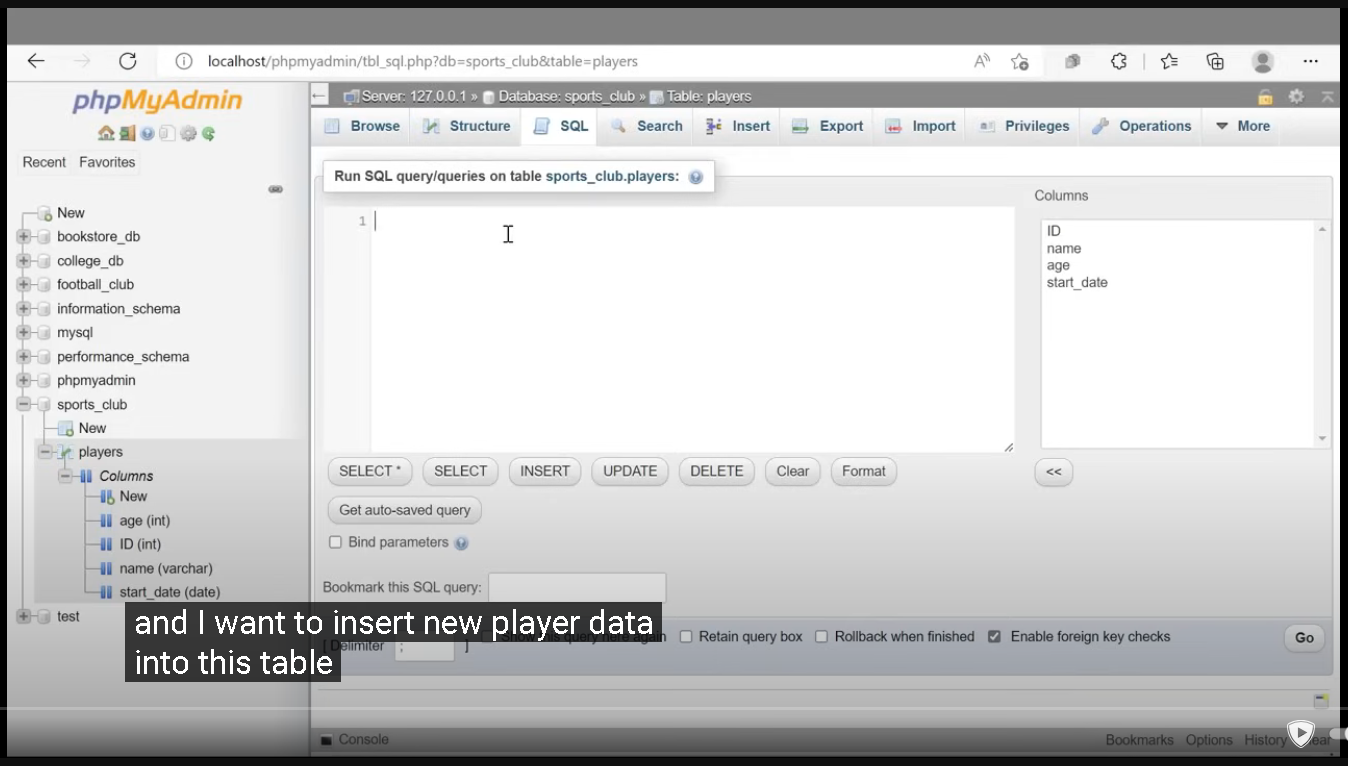 localhost/phpmyadmin/tbl_sql.php?db=sports_club&table=players
phpMyAdmin
Recent Favorites
New
bookstore_db
college_db
football_club
information_schema
mysql
performance_schema
phpmyadmin
sports_club
New
players
Columns
New
age (int)
ID (int)
name (varchar)
start_date (date)
test
Server: 127.0.0.1 » Database: sports_club » Table: players
Browse Structure SQL Search Insert Export Import Privileges Operations More
Run SQL query/queries on table sports_club.players:
1
Columns
ID
name
age
start_date
SELECT * SELECT INSERT UPDATE DELETE Clear Format <<
Get auto-saved query
Bind parameters
Bookmark this SQL query:
[ Delimiter ; ] Show this query here again Retain query box Rollback when finished Enable foreign key checks Go
and I want to insert new player data
into this table
Console Bookmarks Options History